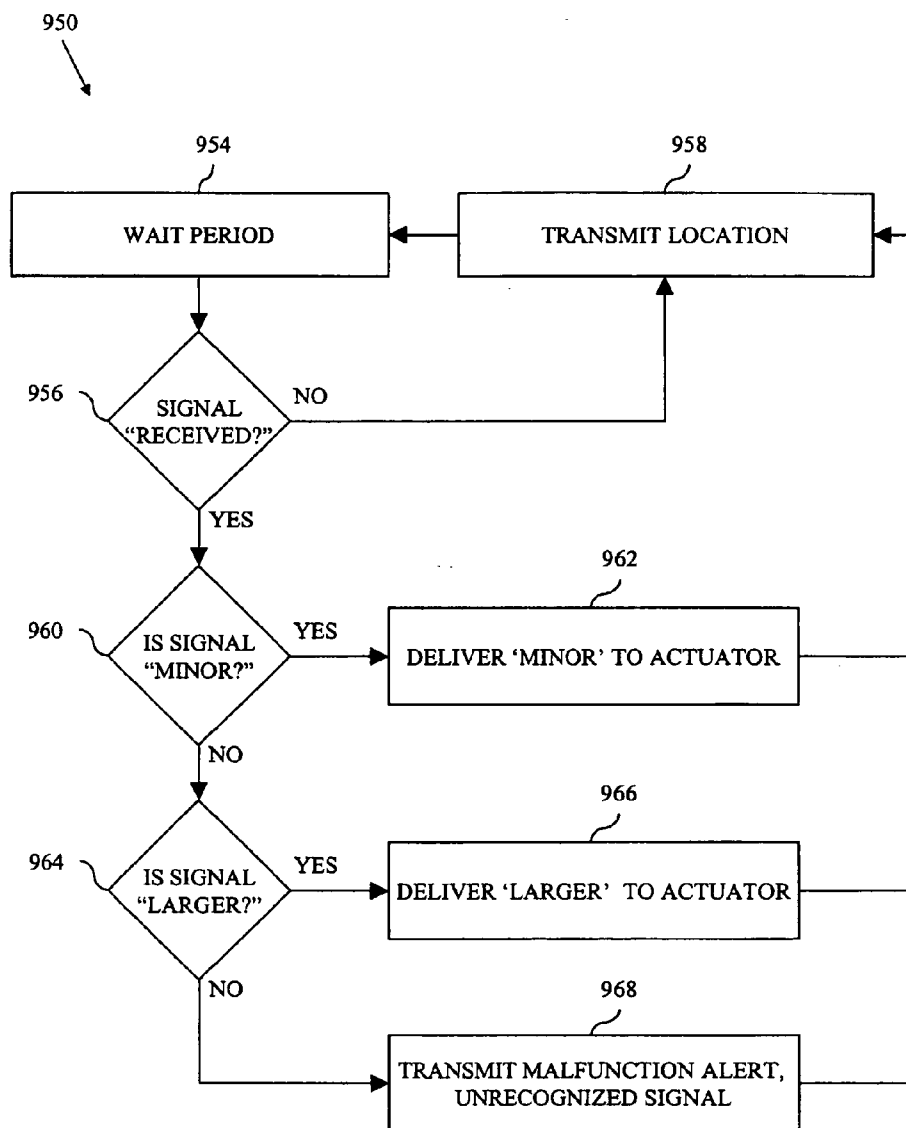 950
954
958
WAIT PERIOD
TRANSMIT LOCATION
956
SIGNAL
“RECEIVED?”
NO
YES
962
960
IS SIGNAL
“MINOR?”
YES
DELIVER ‘MINOR’ TO ACTUATOR
NO
966
964
IS SIGNAL
“LARGER?”
YES
DELIVER ‘LARGER’ TO ACTUATOR
NO
968
TRANSMIT MALFUNCTION ALERT,
UNRECOGNIZED SIGNAL